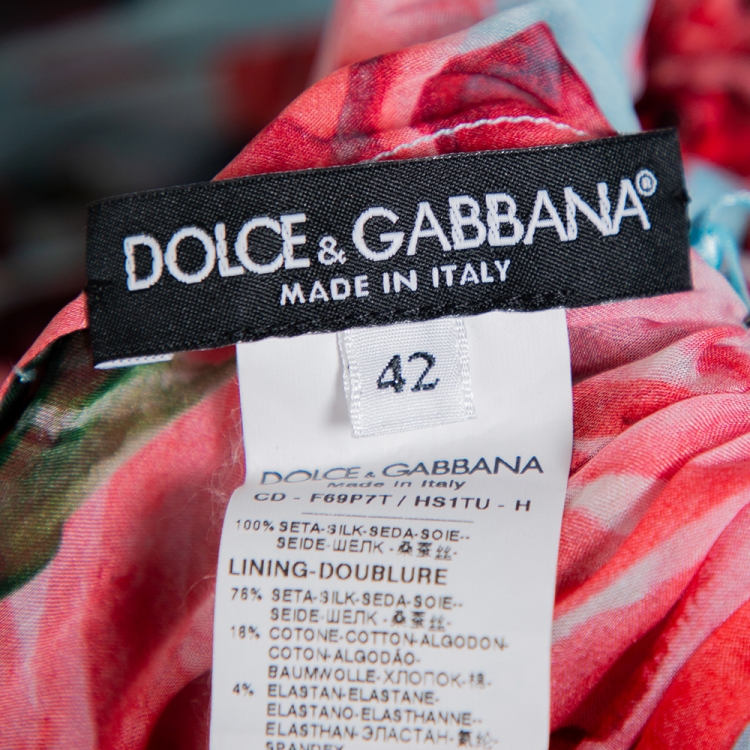 DOLCE & GABBANA®
MADE IN ITALY
42
DOLCE & GABBANA
Made in Italy
CD - F69P7T / HS1TU - H
100% SETA-SILK-SEDA-SOIE--
SEIDE-ШЕЛК -桑蚕丝-
LINING-DOUBLURE
78% SETA-SILK-SEDA-SOIE--
SEIDE-ШЕЛК -桑蚕丝-
18% COTONE-COTTON-ALGODON-
COTON-ALGODÃO-
BAUMWOLLE-ХЛОПОК-棉-
4% ELASTAN-ELASTANE-
ELASTANO-ELASTHANNE--
ELASTHAN-ЭЛАСТАН-氨纶-
SPANDEX